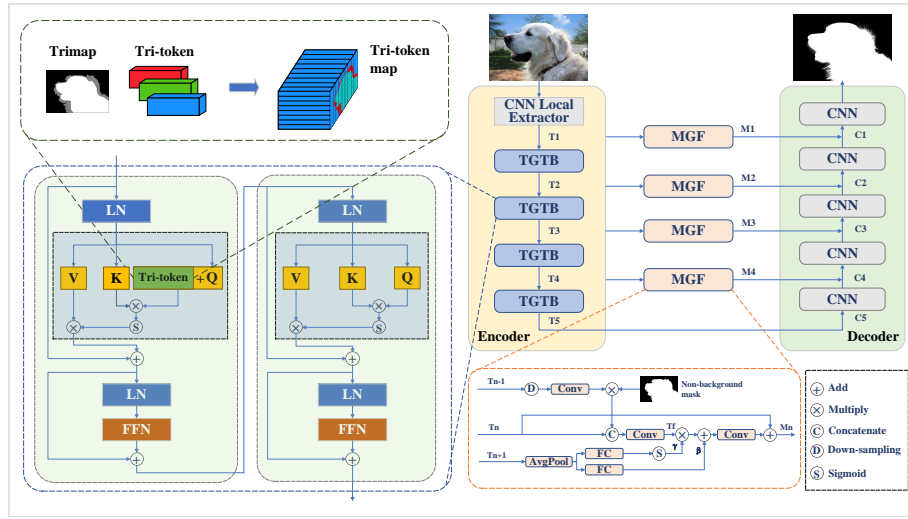 Trimap
Tri-token
Tri-token
map
LN
V
K
Tri-token
+Q
S
LN
FFN
LN
V
K
Q
S
LN
FFN
CNN Local
Extractor
T1
TGTB
T2
TGTB
T3
TGTB
T4
TGTB
T5
Encoder
MGF
M1
MGF
M2
MGF
M3
MGF
M4
CNN
C1
CNN
C2
CNN
C3
CNN
C4
CNN
C5
Decoder
Tn-1
D
Conv
Non-background
mask
Tn
C
Conv
Tf
Conv
Mn
γ
β
Tn+1
AvgPool
FC
S
FC
Add
Multiply
C
Concatenate
D
Down-sampling
S
Sigmoid